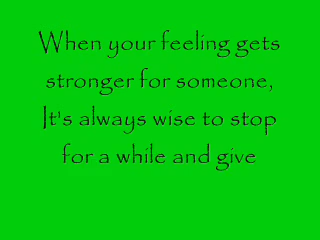 When your feeling gets
stronger for someone,
It's always wise to stop
for a while and give